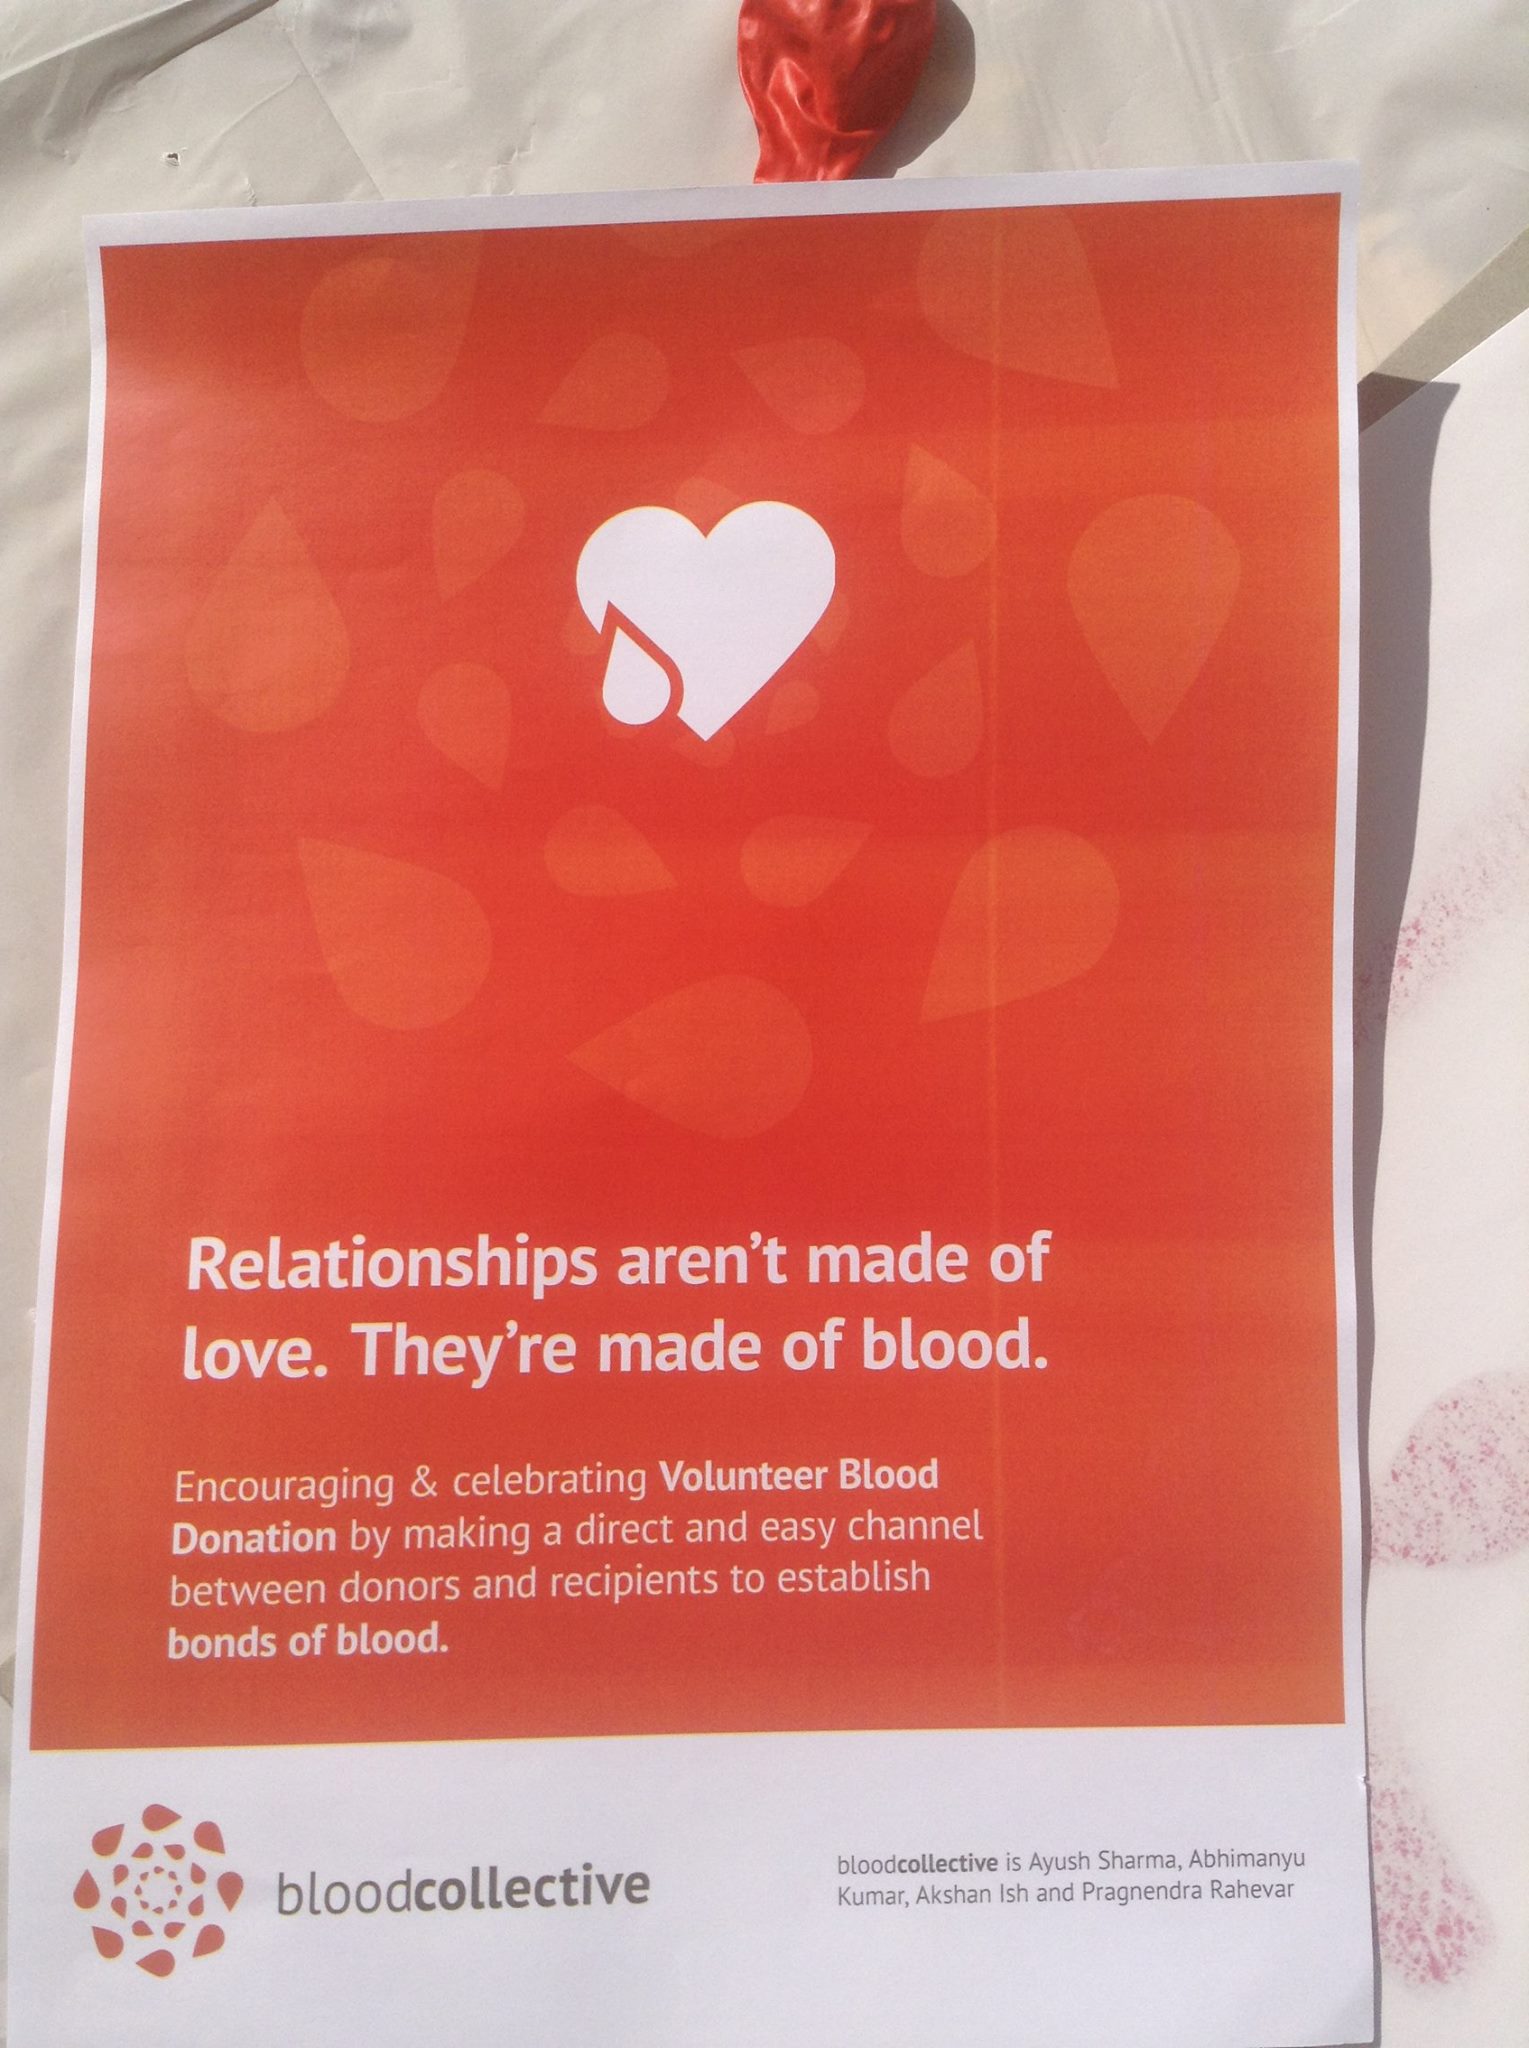 Relationships aren't made of
love. They're made of blood.
Encouraging & celebrating Volunteer Blood
Donation by making a direct and easy channel
between donors and recipients to establish
bonds of blood.
bloodcollective
bloodcollective is Ayush Sharma, Abhimanyu
Kumar, Akshan Ish and Pragnendra Rahevar